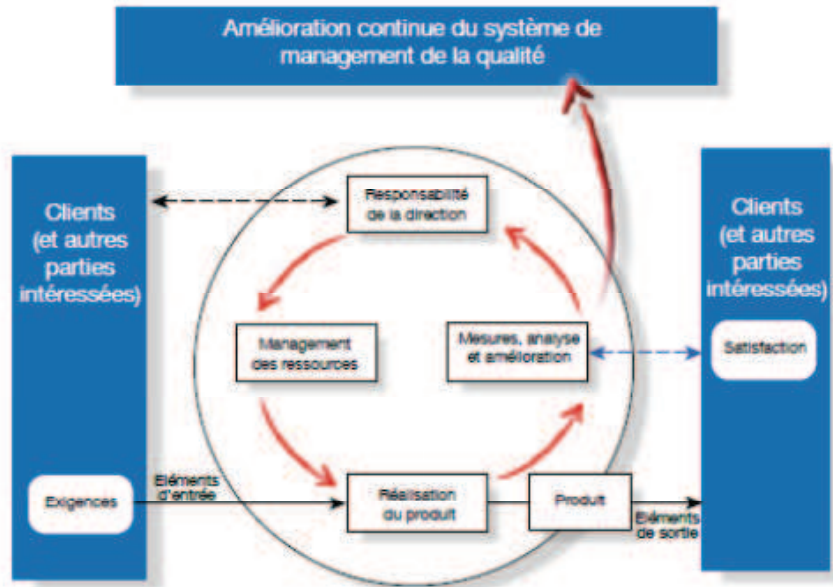 Amélioration continue du système de
management de la qualité
Clients
(et autres
parties
intéressées)
Responsabilité
de la direction
Clients
(et autres
parties
intéressées)
Management
des ressources
Mesures, analyse
et amélioration
Satisfaction
Exigences
Eléments
d'entrée
Réalisation
du produit
Produit
Eléments
de sortie